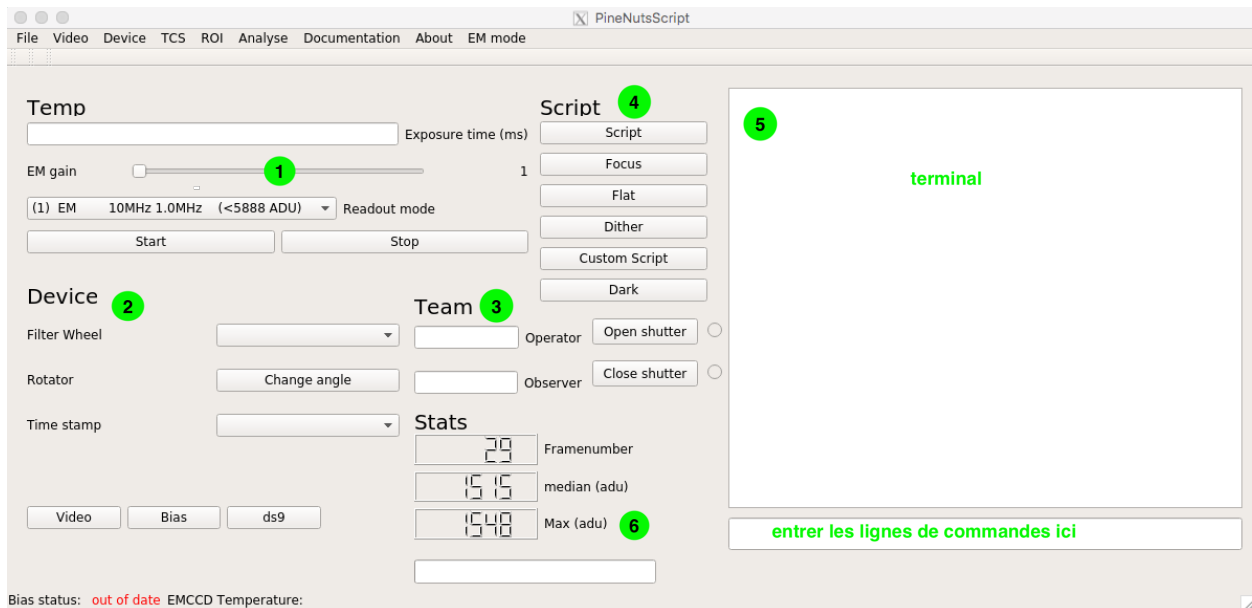 PineNutsScript
File Video Device TCS ROI Analyse Documentation About EM mode
Temp
Exposure time (ms)
EM gain 1 1
(1) EM 10MHz 1.0MHz (<5888 ADU) Readout mode
Start Stop
Script 4
Script
Focus
Flat
Dither
Custom Script
Dark
5
terminal
Device 2
Filter Wheel
Rotator Change angle
Time stamp
Video Bias ds9
Team 3
Operator Open shutter
Observer Close shutter
Stats
29 Framenumber
1515 median (adu)
1548 Max (adu) 6
entrer les lignes de commandes ici
Bias status: out of date EMCCD Temperature: